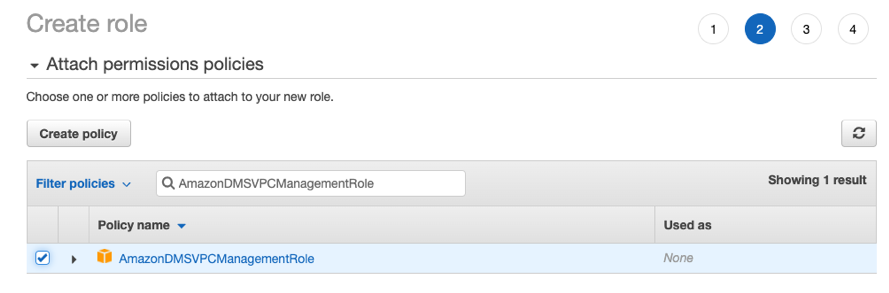 Create role
1 2 3 4
Attach permissions policies
Choose one or more policies to attach to your new role.
Create policy
Filter policies AmazonDMSVPCManagementRole Showing 1 result
Policy name Used as
AmazonDMSVPCManagementRole None